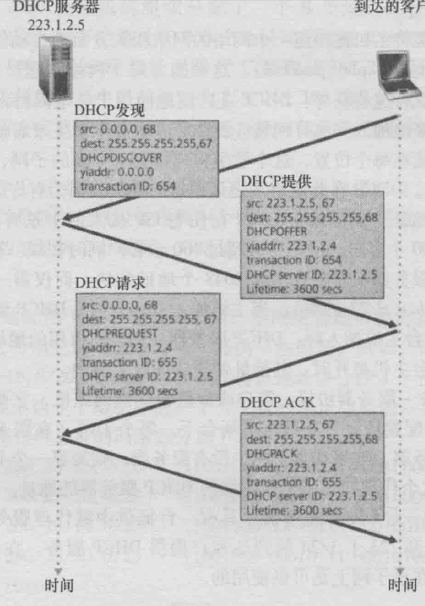 DHCP服务器
223.1.2.5
到达的客户
DHCP发现
src: 0.0.0.0, 68
dest: 255.255.255.255,67
DHCPDISCOVER
yiaddr: 0.0.0.0
transaction ID: 654
DHCP提供
src: 223.1.2.5, 67
dest: 255.255.255.255,68
DHCPOFFER
yiaddr: 223.1.2.4
transaction ID: 654
DHCP server ID: 223.1.2.5
Lifetime: 3600 secs
DHCP请求
src: 0.0.0.0, 68
dest: 255.255.255.255, 67
DHCPREQUEST
yiaddr: 223.1.2.4
transaction ID: 655
DHCP server ID: 223.1.2.5
Lifetime: 3600 secs
DHCP ACK
src: 223.1.2.5, 67
dest: 255.255.255.255,68
DHCPACK
yiaddr: 223.1.2.4
transaction ID: 655
DHCP server ID: 223.1.2.5
Lifetime: 3600 secs
时间
时间